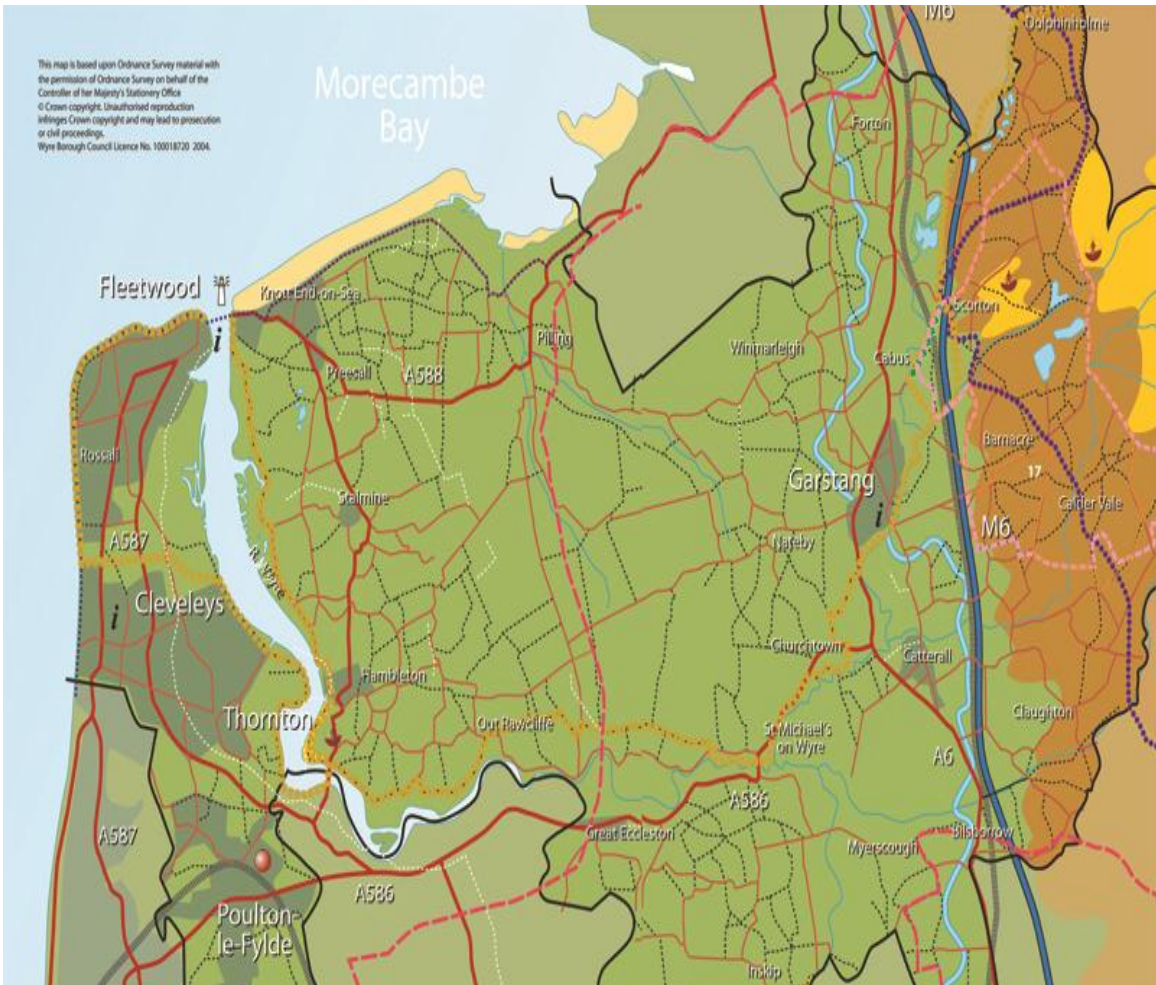 This map is based upon Ordnance Survey material with
the permission of Ordnance Survey on behalf of the
Controller of her Majesty's Stationery Office
© Crown copyright. Unauthorised reproduction
infringes Crown copyright and may lead to prosecution
or civil proceedings.
Wyre Borough Council Licence No. 100018720 2004.
M6
Dolphinholme
Morecambe
Bay
Forton
Fleetwood
i
Knott End-on-Sea
Scorton
Pilling
Winmarleigh
Cabus
Preesall
A588
Rossall
Barnacre
17
Garstang
i
Calder Vale
Stalmine
M6
A587
Nateby
R. Wyre
Cleveleys
i
Churchtown
Catterall
Hambleton
Claughton
Thornton
Out Rawcliffe
St Michael's
on Wyre
A6
A586
A587
Great Eccleston
Bilsborrow
Myerscough
A586
Poulton-
le-Fylde
Inskip